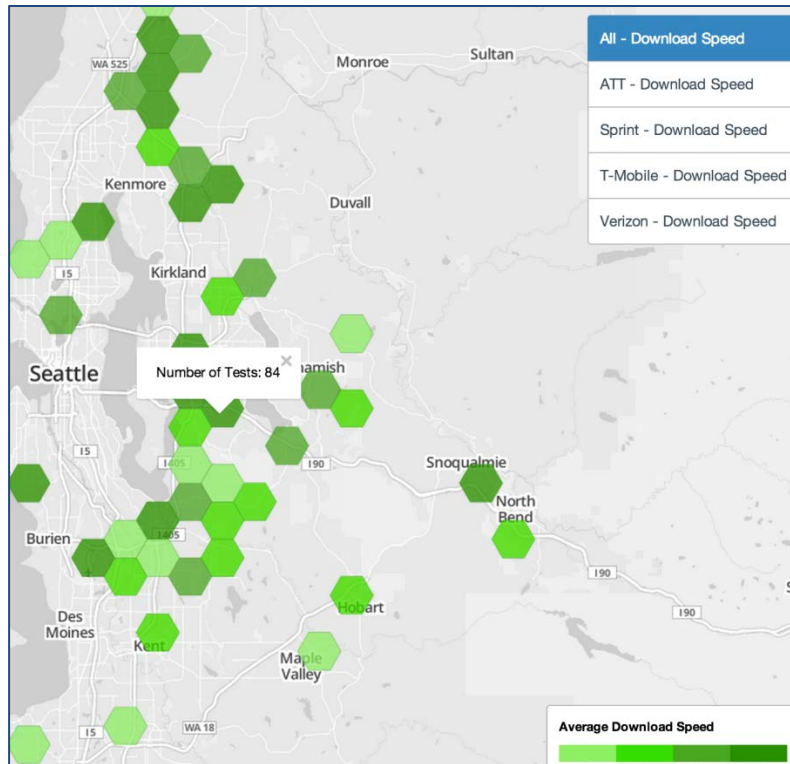 All - Download Speed
ATT - Download Speed
Sprint - Download Speed
T-Mobile - Download Speed
Verizon - Download Speed
Sultan
Monroe
WA 525
Kenmore
Duvall
Kirkland
I5
Number of Tests: 84
×
hamish
Seattle
I5
I405
I90
Snoqualmie
North
Bend
Burien
I405
I90
I90
Des
Moines
Hobart
Kent
Maple
Valley
WA 18
I5
Average Download Speed